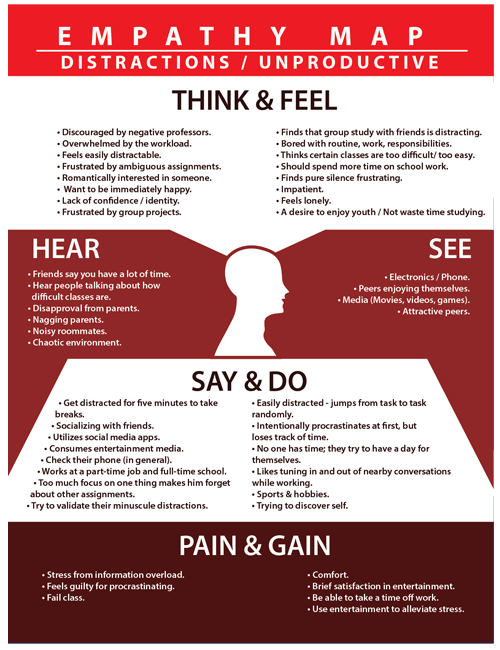 EMPATHY MAP
DISTRACTIONS / UNPRODUCTIVE
THINK & FEEL
• Discouraged by negative professors.
• Overwhelmed by the workload.
• Feels easily distractable.
• Frustrated by ambiguous assignments.
• Romantically interested in someone.
• Want to be immediately happy.
• Lack of confidence / identity.
• Frustrated by group projects.
• Finds that group study with friends is distracting.
• Bored with routine, work, responsibilities.
• Thinks certain classes are too difficult/ too easy.
• Should spend more time on school work.
• Finds pure silence frustrating.
• Impatient.
• Feels lonely.
• A desire to enjoy youth / Not waste time studying.
HEAR
• Friends say you have a lot of time.
• Hear people talking about how
difficult classes are.
• Disapproval from parents.
• Nagging parents.
• Noisy roommates.
• Chaotic environment.
SEE
• Electronics / Phone.
• Peers enjoying themselves.
• Media (Movies, videos, games).
• Attractive peers.
SAY & DO
• Get distracted for five minutes to take
breaks.
• Socializing with friends.
• Utilizes social media apps.
• Consumes entertainment media.
• Check their phone (in general).
• Works at a part-time job and full-time school.
• Too much focus on one thing makes him forget
about other assignments.
• Try to validate their minuscule distractions.
• Easily distracted - jumps from task to task
randomly.
• Intentionally procrastinates at first, but
loses track of time.
• No one has time; they try to have a day for
themselves.
• Likes tuning in and out of nearby conversations
while working.
• Sports & hobbies.
• Trying to discover self.
PAIN & GAIN
• Stress from information overload.
• Feels guilty for procrastinating.
• Fail class.
• Comfort.
• Brief satisfaction in entertainment.
• Be able to take a time off work.
• Use entertainment to alleviate stress.